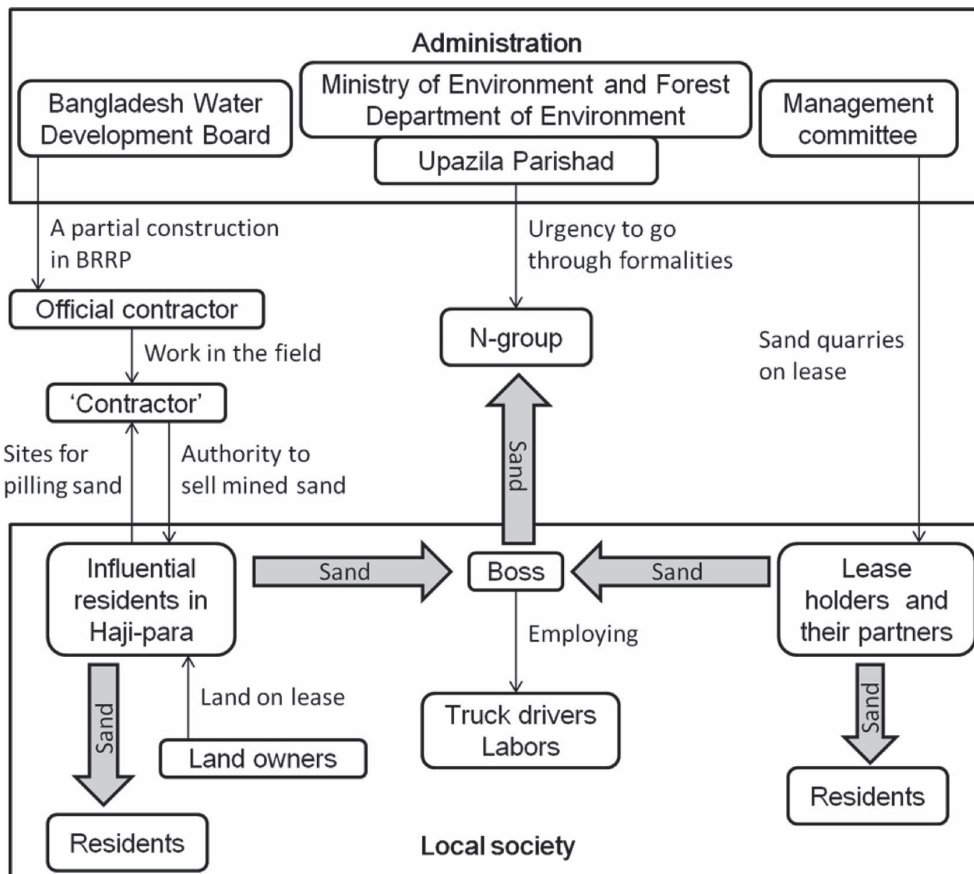 Administration
Bangladesh Water
Development Board
Ministry of Environment and Forest
Department of Environment
Upazila Parishad
Management
committee
A partial construction
in BRRP
Urgency to go
through formalities
Official contractor
Work in the field
N-group
Sand quarries
on lease
'Contractor'
Sites for
pilling sand
Authority to
sell mined sand
Sand
Influential
residents in
Haji-para
Sand
Boss
Sand
Lease
holders and
their partners
Employing
Land on lease
Sand
Truck drivers
Labors
Sand
Land owners
Residents
Residents
Local society